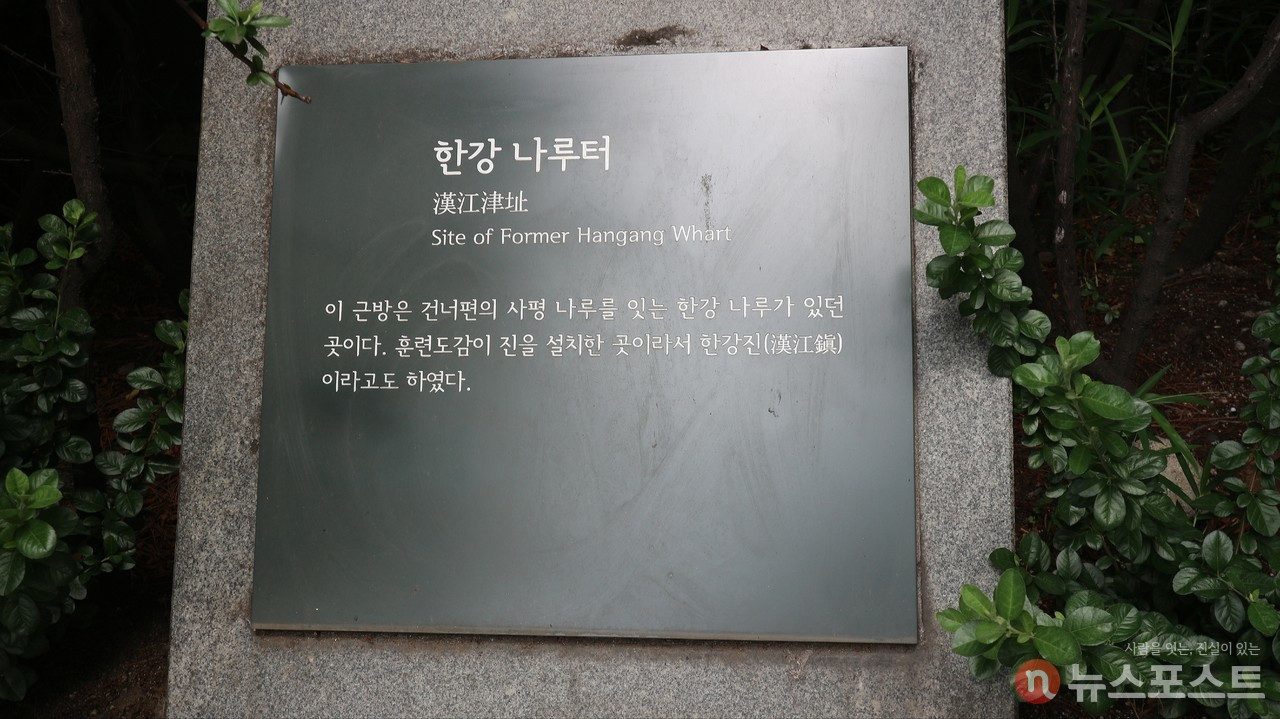 한강 나루터
漢江津址
Site of Former Hangang Wharf
이 근방은 건너편의 사평 나루를 잇는 한강 나루가 있던
곳이다. 훈련도감이 진을 설치한 곳이라서 한강진(漢江鎭)
이라고도 하였다.
사람을 잇는, 진실이 있는
n 뉴스포스트